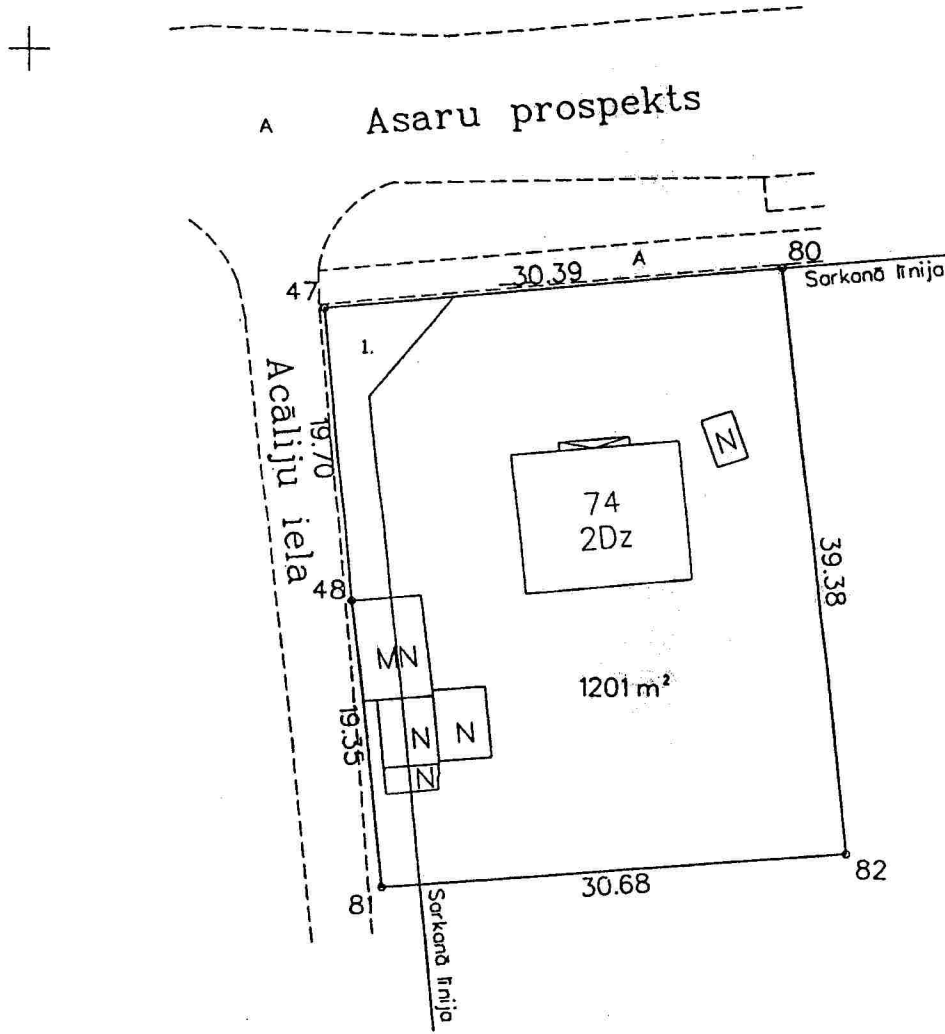 Asaru prospekts
A
A
80
30.39
47
Sarkanā līnija
1.
Acāliju iela
19.70
N
74
2Dz
39.38
48
MN
1201 m²
19.35
N
N
N
81
30.68
82
Sarkanā līnija